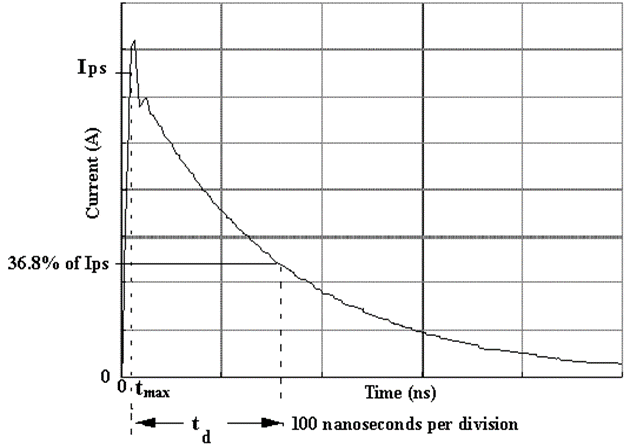 Ips
Current (A)
36.8% of Ips
0
0 tmax
Time (ns)
td
100 nanoseconds per division